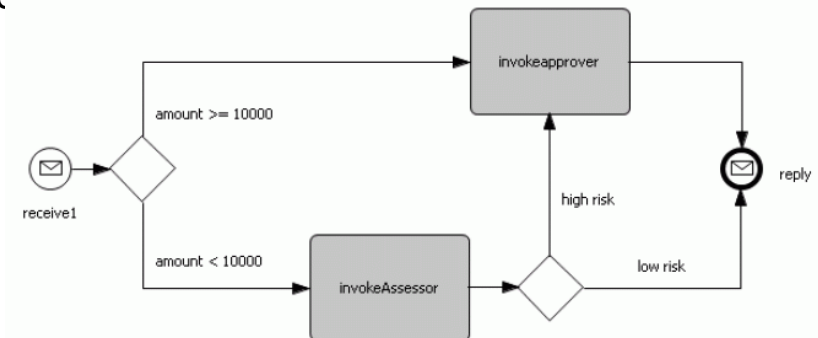 invokeapprover
amount >= 10000
receive1
reply
high risk
amount < 10000
low risk
invokeAssessor